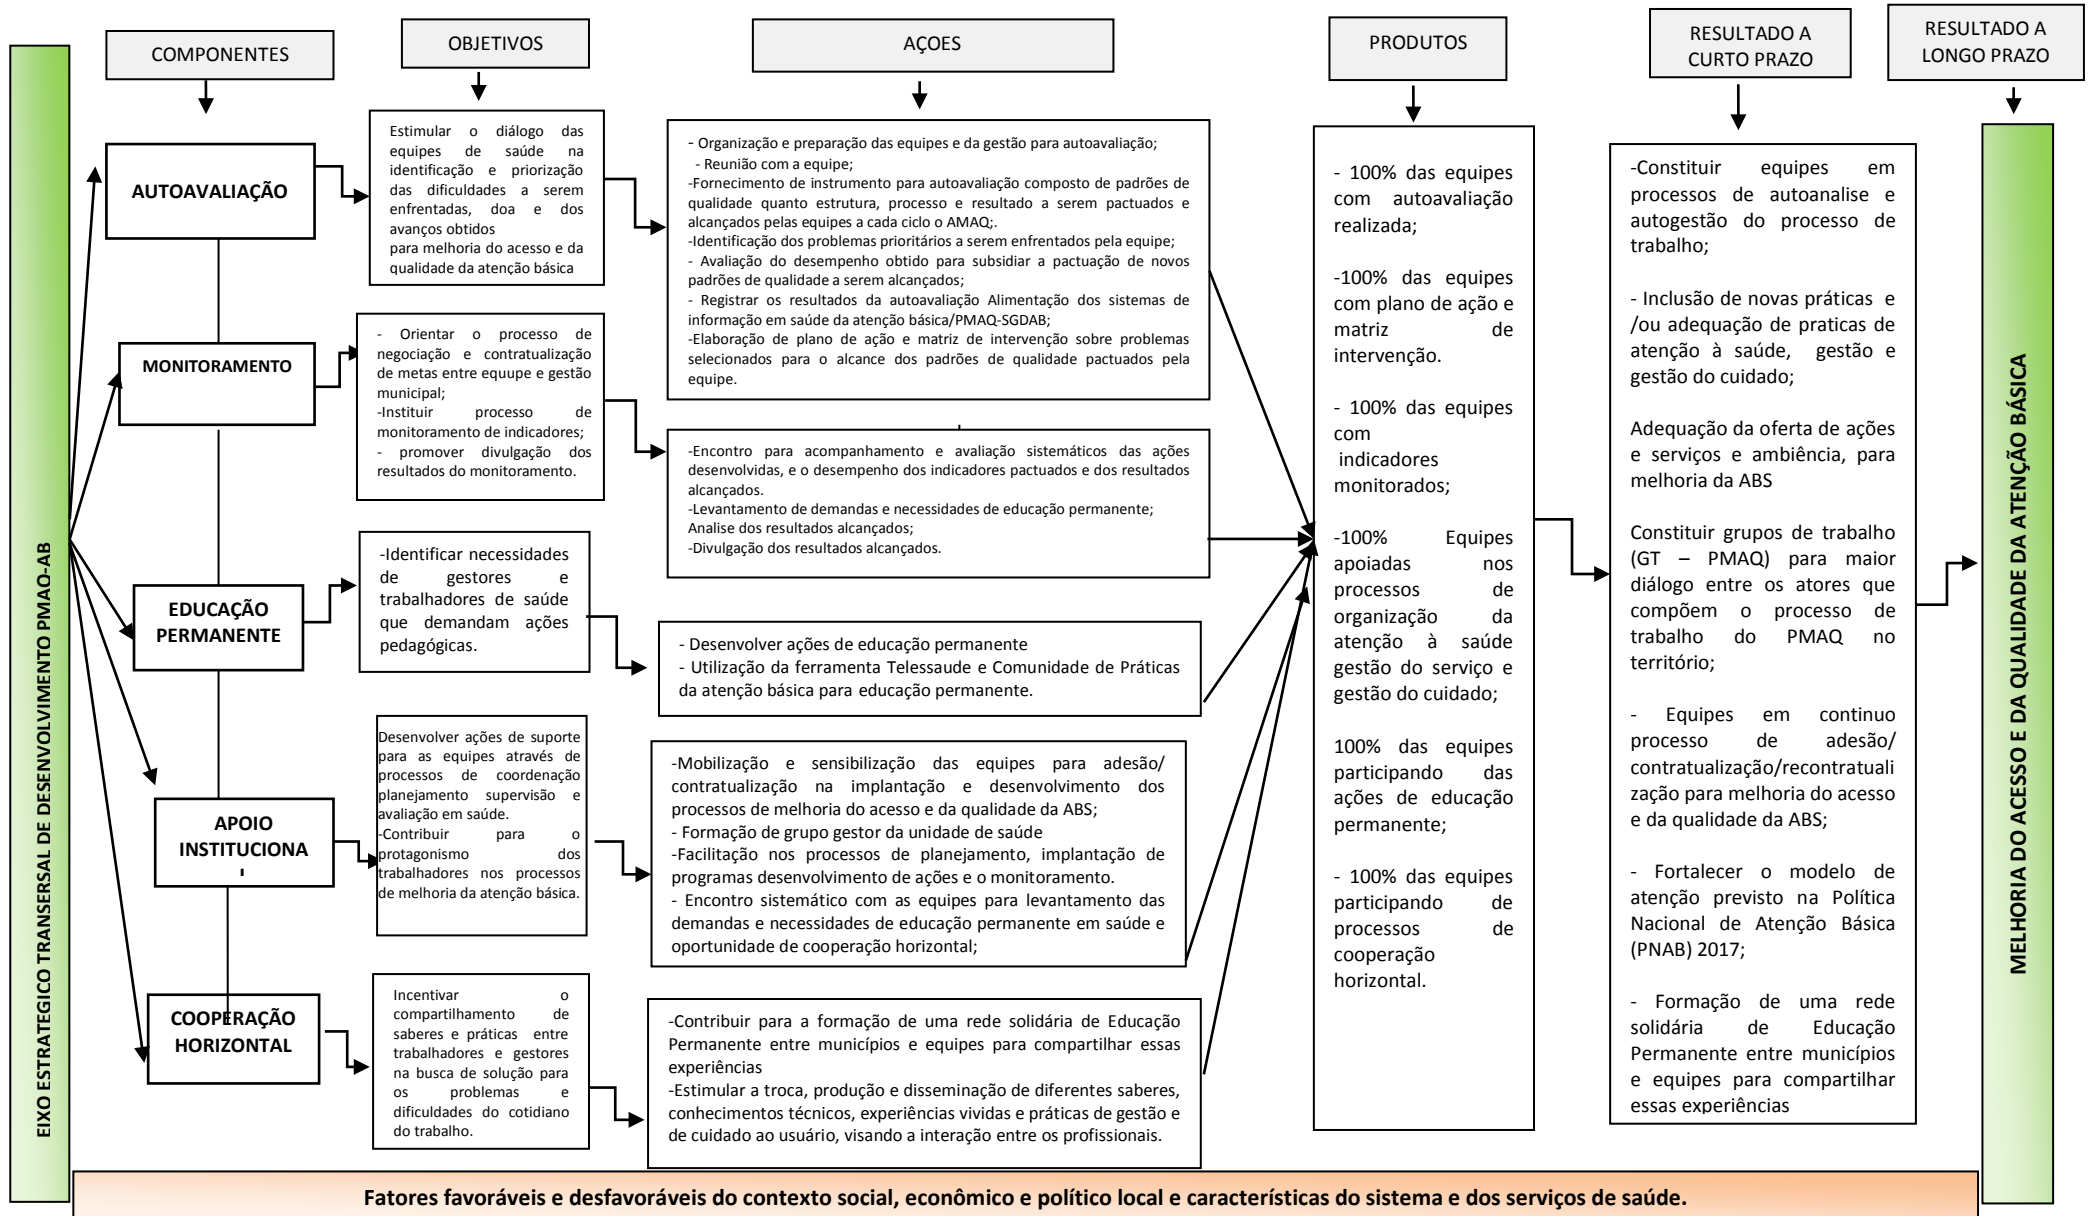 COMPONENTES
OBJETIVOS
AÇOES
PRODUTOS
RESULTADO A
CURTO PRAZO
RESULTADO A
LONGO PRAZO
EIXO ESTRATEGICO TRANSERSAL DE DESENVOLVIMENTO PMAQ-AB
AUTOAVALIAÇÃO
Estimular o diálogo das
equipes de saúde na
identificação e priorização
das dificuldades a serem
enfrentadas, doa e dos
avanços obtidos
para melhoria do acesso e da
qualidade da atenção básica
- Organização e preparação das equipes e da gestão para autoavaliação;
- Reunião com a equipe;
-Fornecimento de instrumento para autoavaliação composto de padrões de
qualidade quanto estrutura, processo e resultado a serem pactuados e
alcançados pelas equipes a cada ciclo o AMAQ;.
-Identificação dos problemas prioritários a serem enfrentados pela equipe;
- Avaliação do desempenho obtido para subsidiar a pactuação de novos
padrões de qualidade a serem alcançados;
- Registrar os resultados da autoavaliação Alimentação dos sistemas de
informação em saúde da atenção básica/PMAQ-SGDAB;
-Elaboração de plano de ação e matriz de intervenção sobre problemas
selecionados para o alcance dos padrões de qualidade pactuados pela
equipe.
MONITORAMENTO
- Orientar o processo de
negociação e contratualização
de metas entre equupe e gestão
municipal;
-Instituir processo de
monitoramento de indicadores;
- promover divulgação dos
resultados do monitoramento.
-Encontro para acompanhamento e avaliação sistemáticos das ações
desenvolvidas, e o desempenho dos indicadores pactuados e dos resultados
alcançados.
-Levantamento de demandas e necessidades de educação permanente;
Analise dos resultados alcançados;
-Divulgação dos resultados alcançados.
EDUCAÇÃO
PERMANENTE
-Identificar necessidades
de gestores e
trabalhadores de saúde
que demandam ações
pedagógicas.
- Desenvolver ações de educação permanente
- Utilização da ferramenta Telessaude e Comunidade de Práticas
da atenção básica para educação permanente.
APOIO
INSTITUCIONA
Desenvolver ações de suporte
para as equipes através de
processos de coordenação
planejamento supervisão e
avaliação em saúde.
-Contribuir para o
protagonismo dos
trabalhadores nos processos
de melhoria da atenção básica.
-Mobilização e sensibilização das equipes para adesão/
contratualização na implantação e desenvolvimento dos
processos de melhoria do acesso e da qualidade da ABS;
- Formação de grupo gestor da unidade de saúde
-Facilitação nos processos de planejamento, implantação de
programas desenvolvimento de ações e o monitoramento.
- Encontro sistemático com as equipes para levantamento das
demandas e necessidades de educação permanente em saúde e
oportunidade de cooperação horizontal;
COOPERAÇÃO
HORIZONTAL
Incentivar o
compartilhamento de
saberes e práticas entre
trabalhadores e gestores
na busca de solução para
os problemas e
dificuldades do cotidiano
do trabalho.
-Contribuir para a formação de uma rede solidária de Educação
Permanente entre municípios e equipes para compartilhar essas
experiências
-Estimular a troca, produção e disseminação de diferentes saberes,
conhecimentos técnicos, experiências vividas e práticas de gestão e
de cuidado ao usuário, visando a interação entre os profissionais.
- 100% das equipes
com autoavaliação
realizada;
-100% das equipes
com plano de ação e
matriz de
intervenção.
- 100% das equipes
com
indicadores
monitorados;
-100% Equipes
apoiadas nos
processos de
organização da
atenção à saúde
gestão do serviço e
gestão do cuidado;
100% das equipes
participando das
ações de educação
permanente;
- 100% das equipes
participando de
processos de
cooperação
horizontal.
-Constituir equipes em
processos de autoanalise e
autogestão do processo de
trabalho;
- Inclusão de novas práticas e
/ou adequação de praticas de
atenção à saúde, gestão e
gestão do cuidado;
Adequação da oferta de ações
e serviços e ambiência, para
melhoria da ABS
Constituir grupos de trabalho
(GT – PMAQ) para maior
diálogo entre os atores que
compõem o processo de
trabalho do PMAQ no
território;
- Equipes em continuo
processo de adesão/
contratualização/recontratuali
zação para melhoria do acesso
e da qualidade da ABS;
- Fortalecer o modelo de
atenção previsto na Política
Nacional de Atenção Básica
(PNAB) 2017;
- Formação de uma rede
solidária de Educação
Permanente entre municípios
e equipes para compartilhar
essas experiências
MELHORIA DO ACESSO E DA QUALIDADE DA ATENÇÃO BÁSICA
Fatores favoráveis e desfavoráveis do contexto social, econômico e político local e características do sistema e dos serviços de saúde.